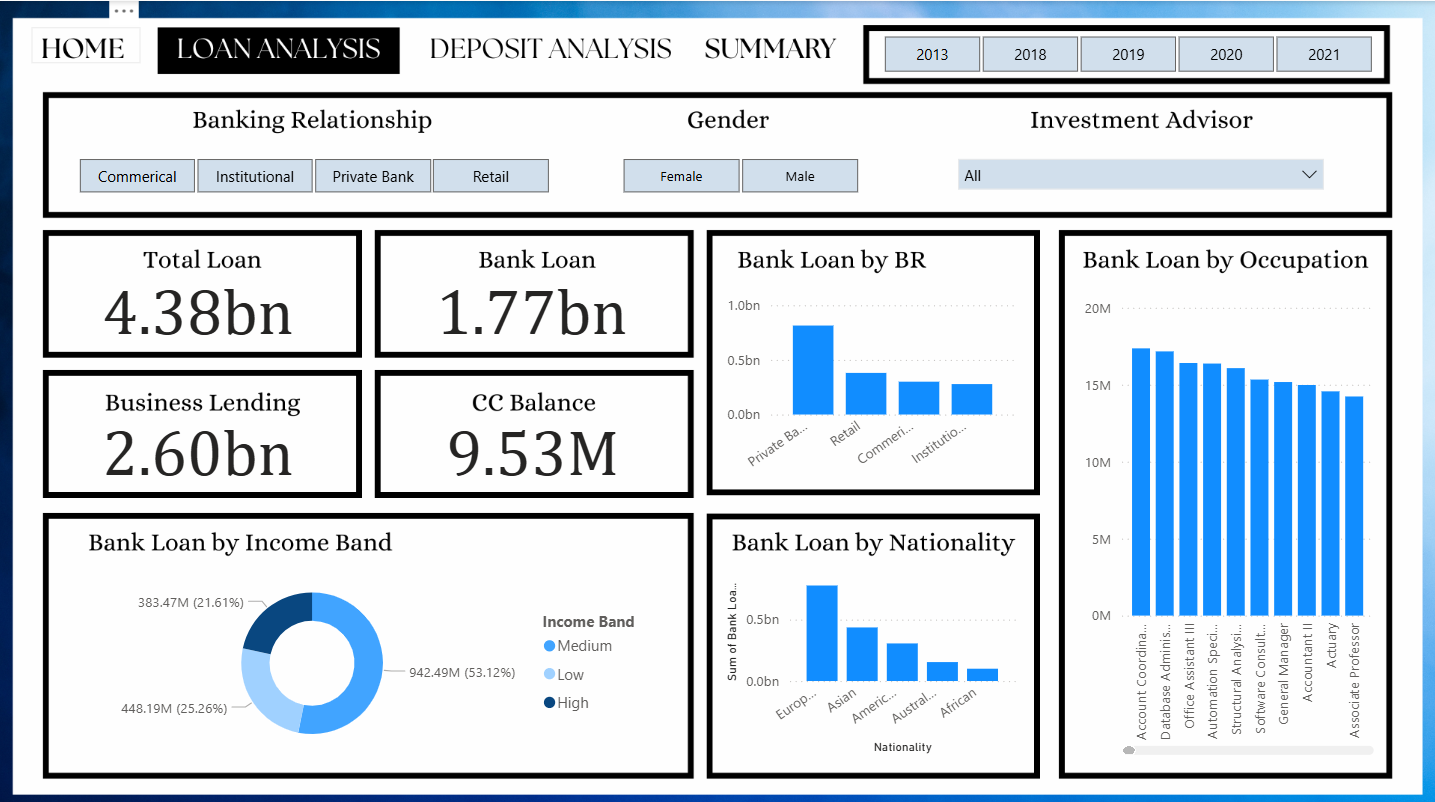 HOME
LOAN ANALYSIS
DEPOSIT ANALYSIS
SUMMARY
2013
2018
2019
2020
2021
Banking Relationship
Commerical
Institutional
Private Bank
Retail
Gender
Female
Male
Investment Advisor
All
Total Loan
4.38bn
Bank Loan
1.77bn
Business Lending
2.60bn
CC Balance
9.53M
Bank Loan by BR
1.0bn
0.5bn
0.0bn
Private Ba...
Retail
Commeri...
Institutio...
Bank Loan by Occupation
20M
15M
10M
5M
0M
Account Coordina...
Database Adminis...
Office Assistant III
Automation Speci...
Structural Analysi...
Software Consult...
General Manager
Accountant II
Actuary
Associate Professor
Bank Loan by Income Band
383.47M (21.61%)
448.19M (25.26%)
942.49M (53.12%)
Income Band
Medium
Low
High
Bank Loan by Nationality
Sum of Bank Loa...
0.5bn
0.0bn
Europ...
Asian
Americ...
Austral...
African
Nationality